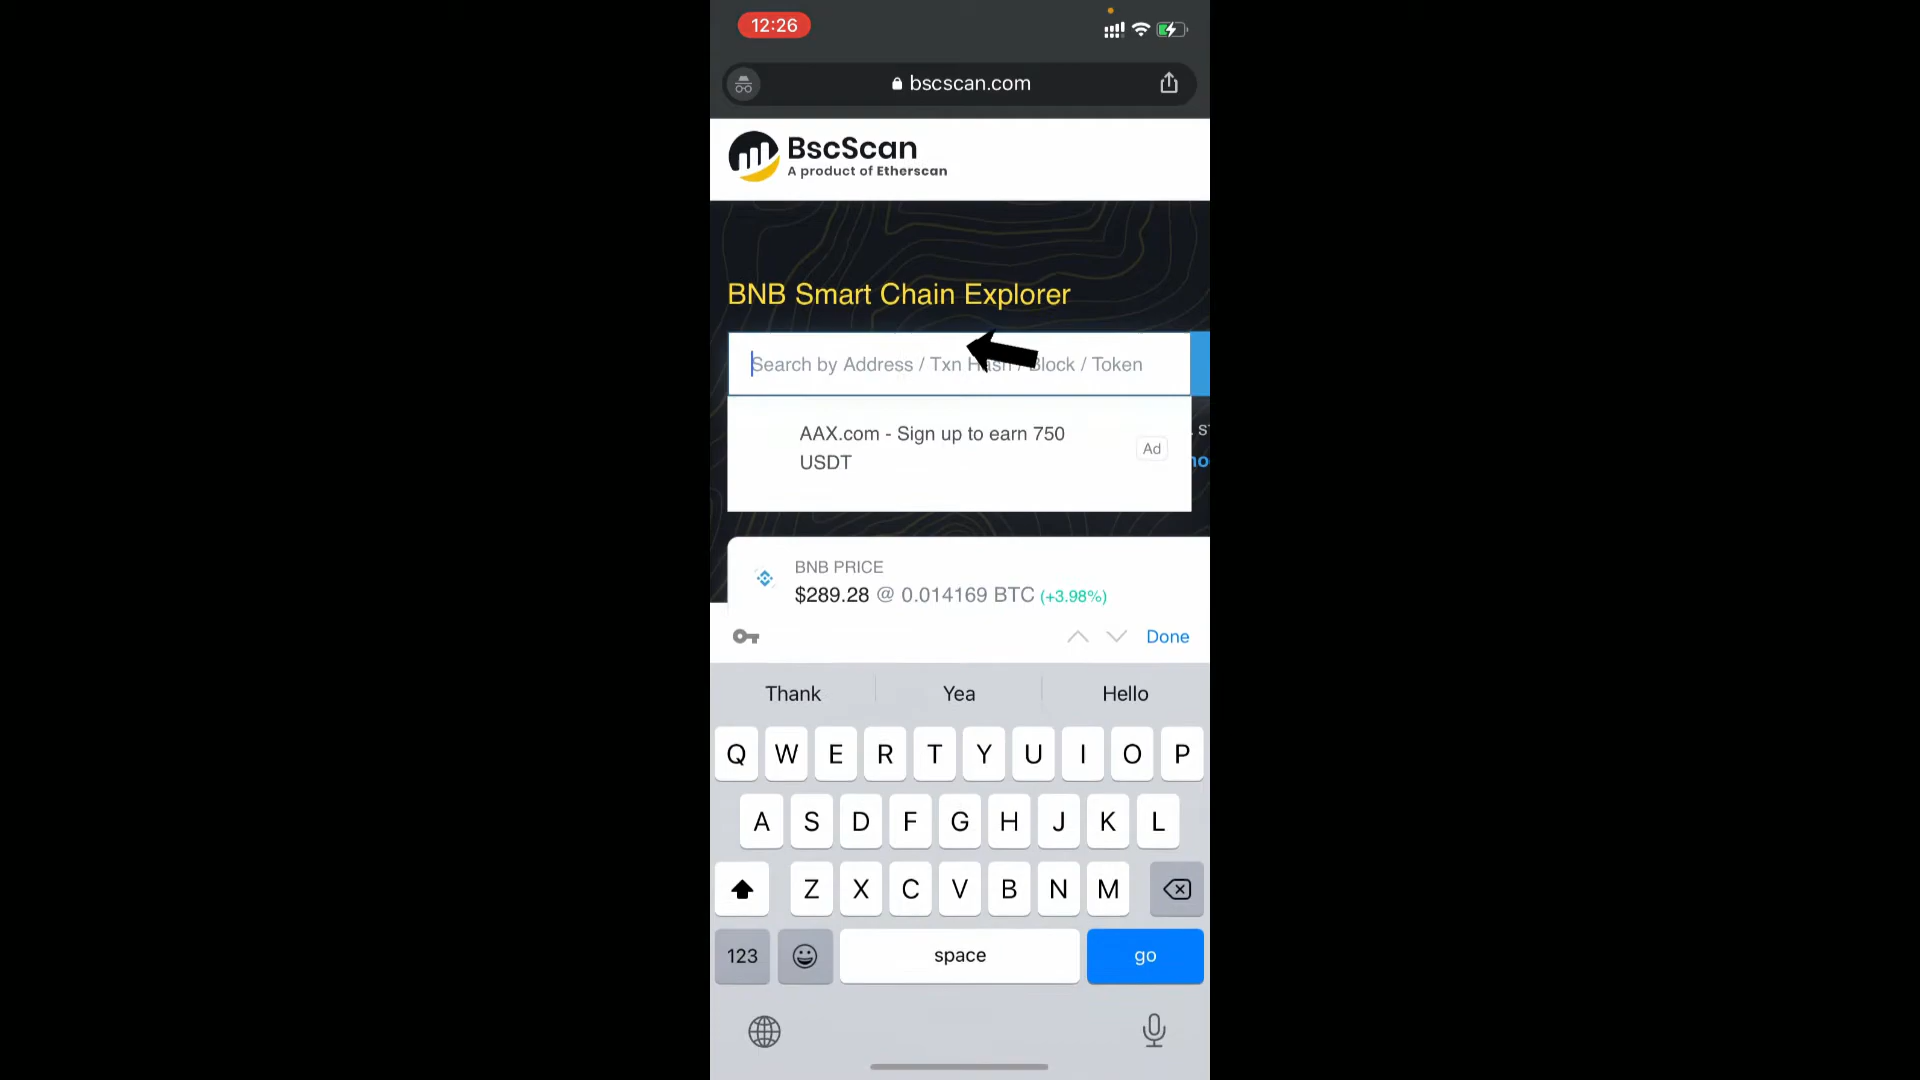 12:26
bscscan.com
BscScan
A product of Etherscan
BNB Smart Chain Explorer
Search by Address / Txn Hash / Block / Token
AAX.com - Sign up to earn 750
USDT
Ad
BNB PRICE
$289.28 @ 0.014169 BTC (+3.98%)
Done
Thank Yea Hello
Q W E R T Y U I O P
A S D F G H J K L
Z X C V B N M
123 space go